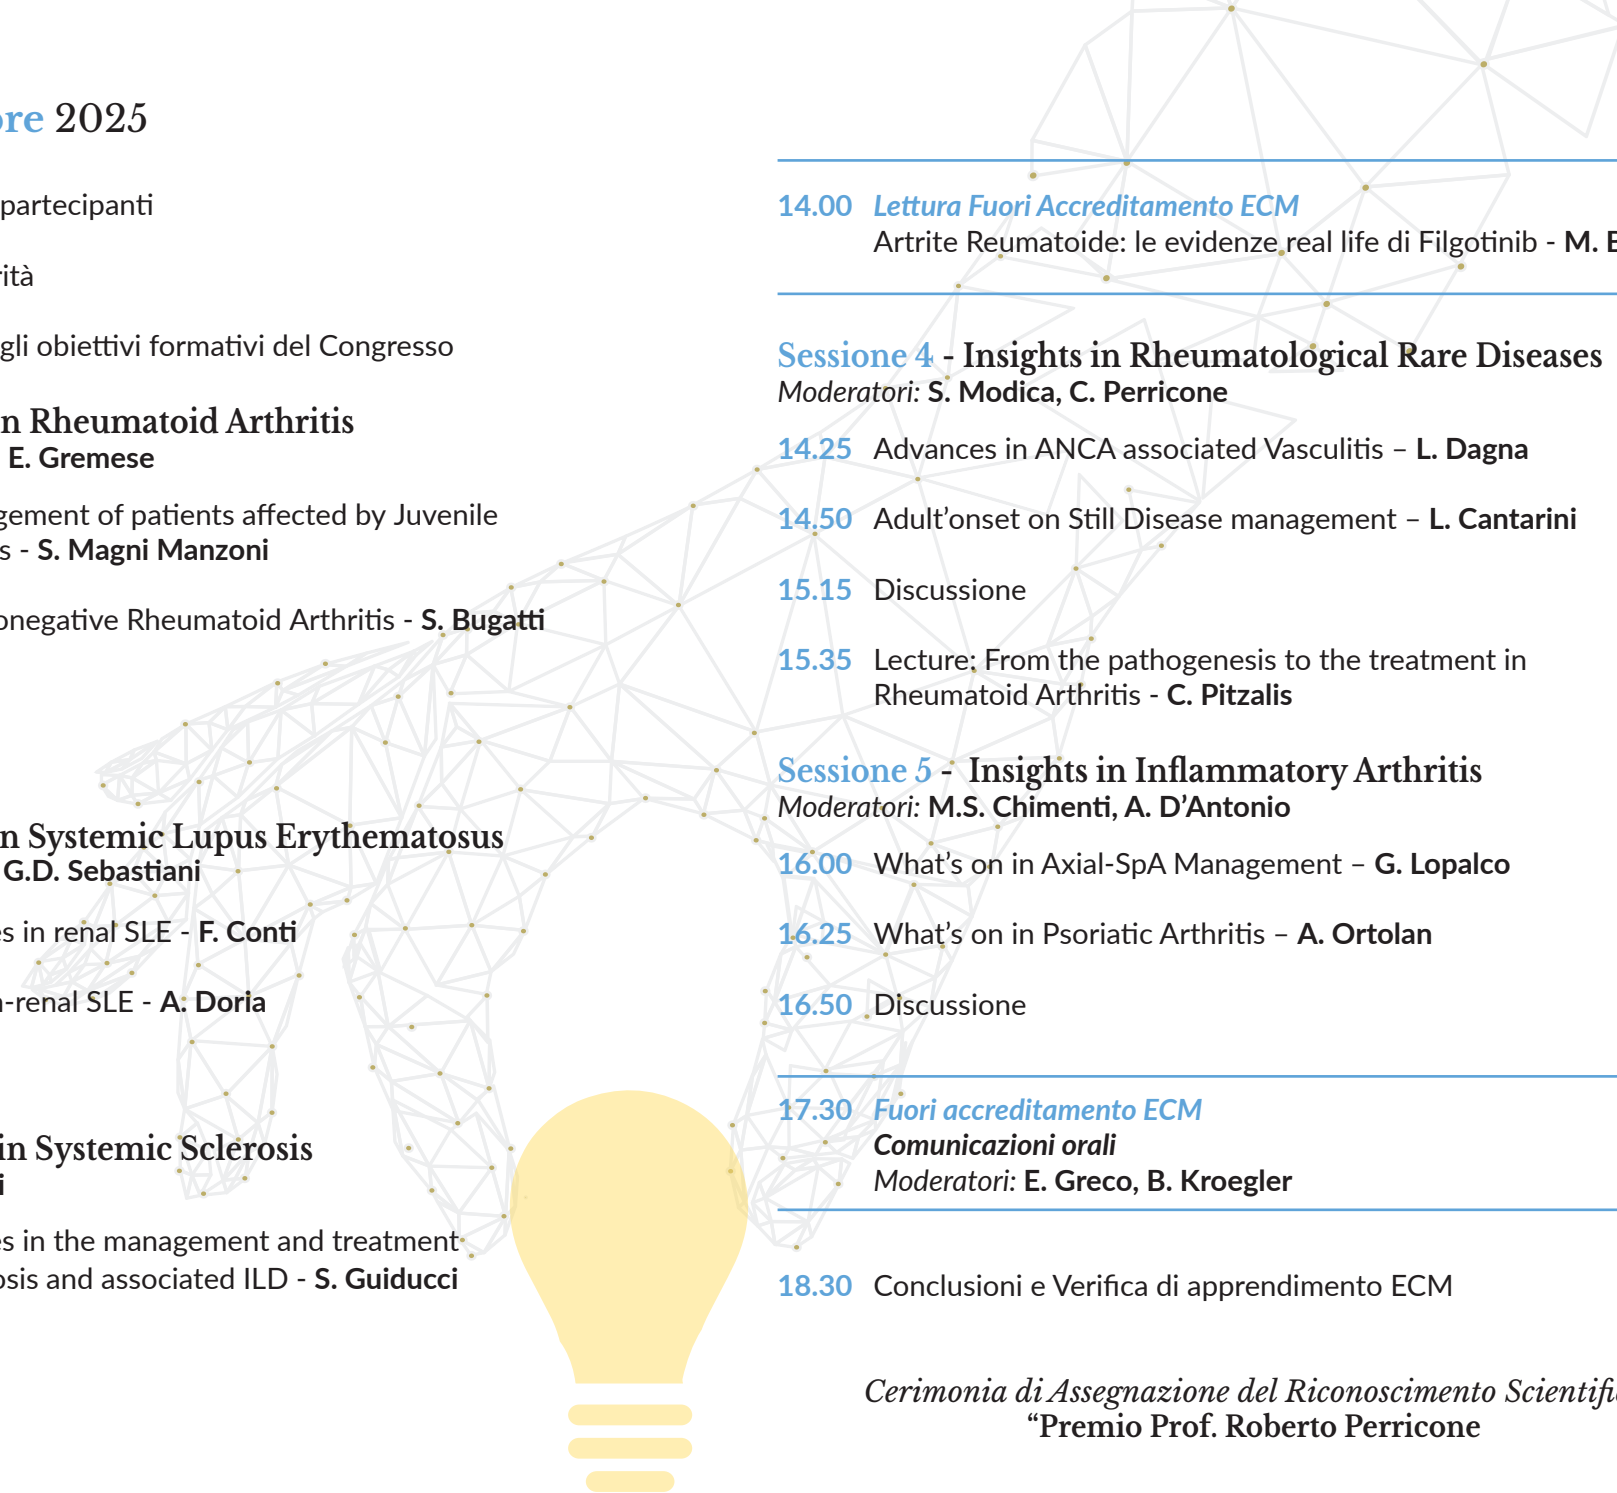 2025
partecipanti
gli obiettivi formativi del Congresso
Rheumatoid Arthritis
E. Gremese
of patients affected by Juvenile
- S. Magni Manzoni
Rheumatoid Arthritis - S. Bugatti
Systemic Lupus Erythematosus
G.D. Sebastiani
in renal SLE - F. Conti
-renal SLE - A. Doria
in Systemic Sclerosis
in the management and treatment
and associated ILD - S. Guiducci
14.00 Lettura Fuori Accreditamento ECM
Artrite Reumatoide: le evidenze real life di Filgotinib - M.
Sessione 4 - Insights in Rheumatological Rare Diseases
Moderatori: S. Modica, C. Perricone
14.25 Advances in ANCA associated Vasculitis – L. Dagna
14.50 Adult’onset on Still Disease management – L. Cantarini
15.15 Discussione
15.35 Lecture: From the pathogenesis to the treatment in
Rheumatoid Arthritis - C. Pitzalis
Sessione 5 - Insights in Inflammatory Arthritis
Moderatori: M.S. Chimenti, A. D’Antonio
16.00 What’s on in Axial-SpA Management – G. Lopalco
16.25 What’s on in Psoriatic Arthritis – A. Ortolan
16.50 Discussione
17.30 Fuori accreditamento ECM
Comunicazioni orali
Moderatori: E. Greco, B. Kroegler
18.30 Conclusioni e Verifica di apprendimento ECM
Cerimonia di Assegnazione del Riconoscimento
“Premio Prof. Roberto Perricone